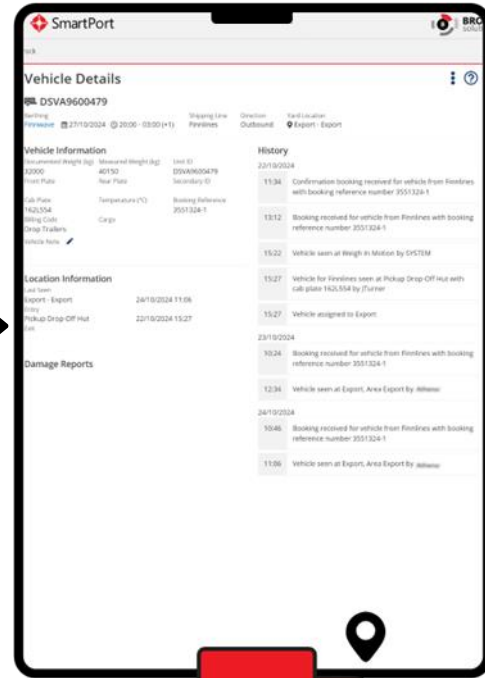 SmartPort
BRO
solut
Vehicle Details
DSVA9600479
Berthing
Shipping Line
Direction
Yard Location
Finnwave
27/10/2024
20:00 - 03:00 (+1)
Finnlines
Outbound
Export - Export
Vehicle Information
Documented Weight (kg)
Measured Weight (kg)
Unit ID
32000
40150
DSVA9600479
Front Plate
Rear Plate
Secondary ID
Cab Plate
Temperature (°C)
Booking Reference
162L554
3551324-1
Billing Code
Cargo
Drop Trailers
Vehicle Note
Location Information
Last Seen
Export - Export
24/10/2024 11:06
Entry
Pickup Drop-Off Hut
22/10/2024 15:27
Exit
Damage Reports
History
22/10/2024
11:34
Confirmation booking received for vehicle from Finnlines
with booking reference number 3551324-1
13:12
Booking received for vehicle from Finnlines with booking
reference number 3551324-1
15:22
Vehicle seen at Weigh In Motion by SYSTEM
15:27
Vehicle for Finnlines seen at Pickup Drop-Off Hut with
cab plate 162L554 by JTurner
15:27
Vehicle assigned to Export
23/10/2024
10:24
Booking received for vehicle from Finnlines with booking
reference number 3551324-1
12:34
Vehicle seen at Export, Area Export by
24/10/2024
10:46
Booking received for vehicle from Finnlines with booking
reference number 3551324-1
11:06
Vehicle seen at Export, Area Export by